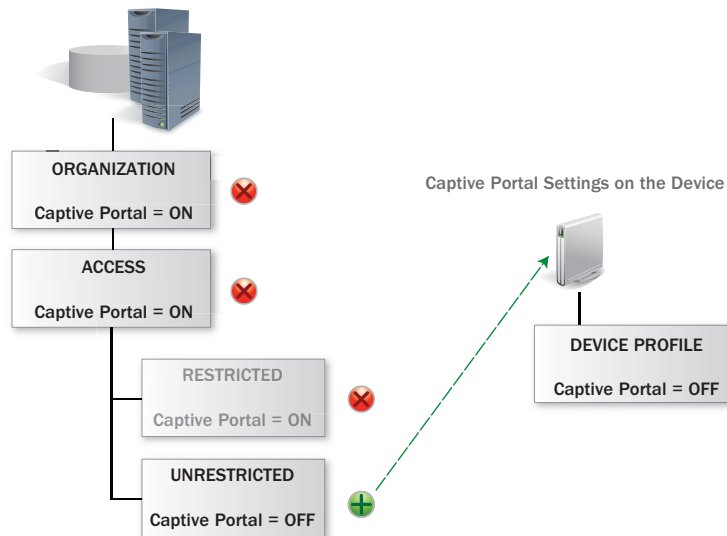 ORGANIZATION
Captive Portal = ON
ACCESS
Captive Portal = ON
RESTRICTED
Captive Portal = ON
UNRESTRICTED
Captive Portal = OFF
Captive Portal Settings on the Device
DEVICE PROFILE
Captive Portal = OFF